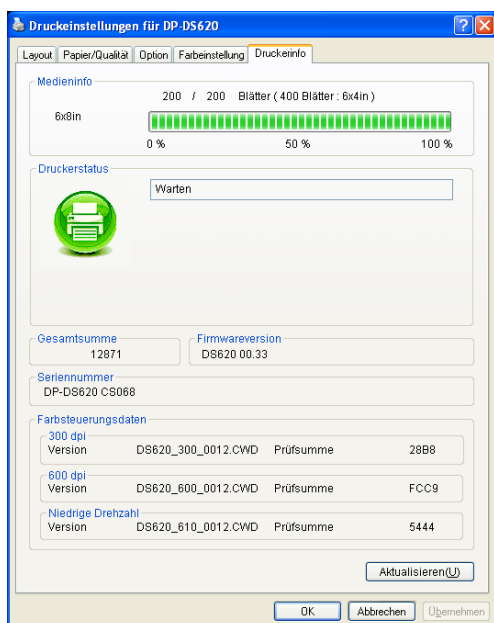 Druckeinstellungen für DP-DS620
Layout Papier/Qualität Option Farbeinstellung Druckerinfo
Medieninfo
200 / 200 Blätter ( 400 Blätter : 6x4in )
6x8in
0 % 50 % 100 %
Druckerstatus
Warten
Gesamtsumme
12871
Firmwareversion
DS620 00.33
Seriennummer
DP-DS620 CS068
Farbsteuerungsdaten
300 dpi
Version DS620_300_0012.CWD Prüfsumme 28B8
600 dpi
Version DS620_600_0012.CWD Prüfsumme FCC9
Niedrige Drehzahl
Version DS620_610_0012.CWD Prüfsumme 5444
Aktualisieren(U)
OK Abbrechen Übernehmen